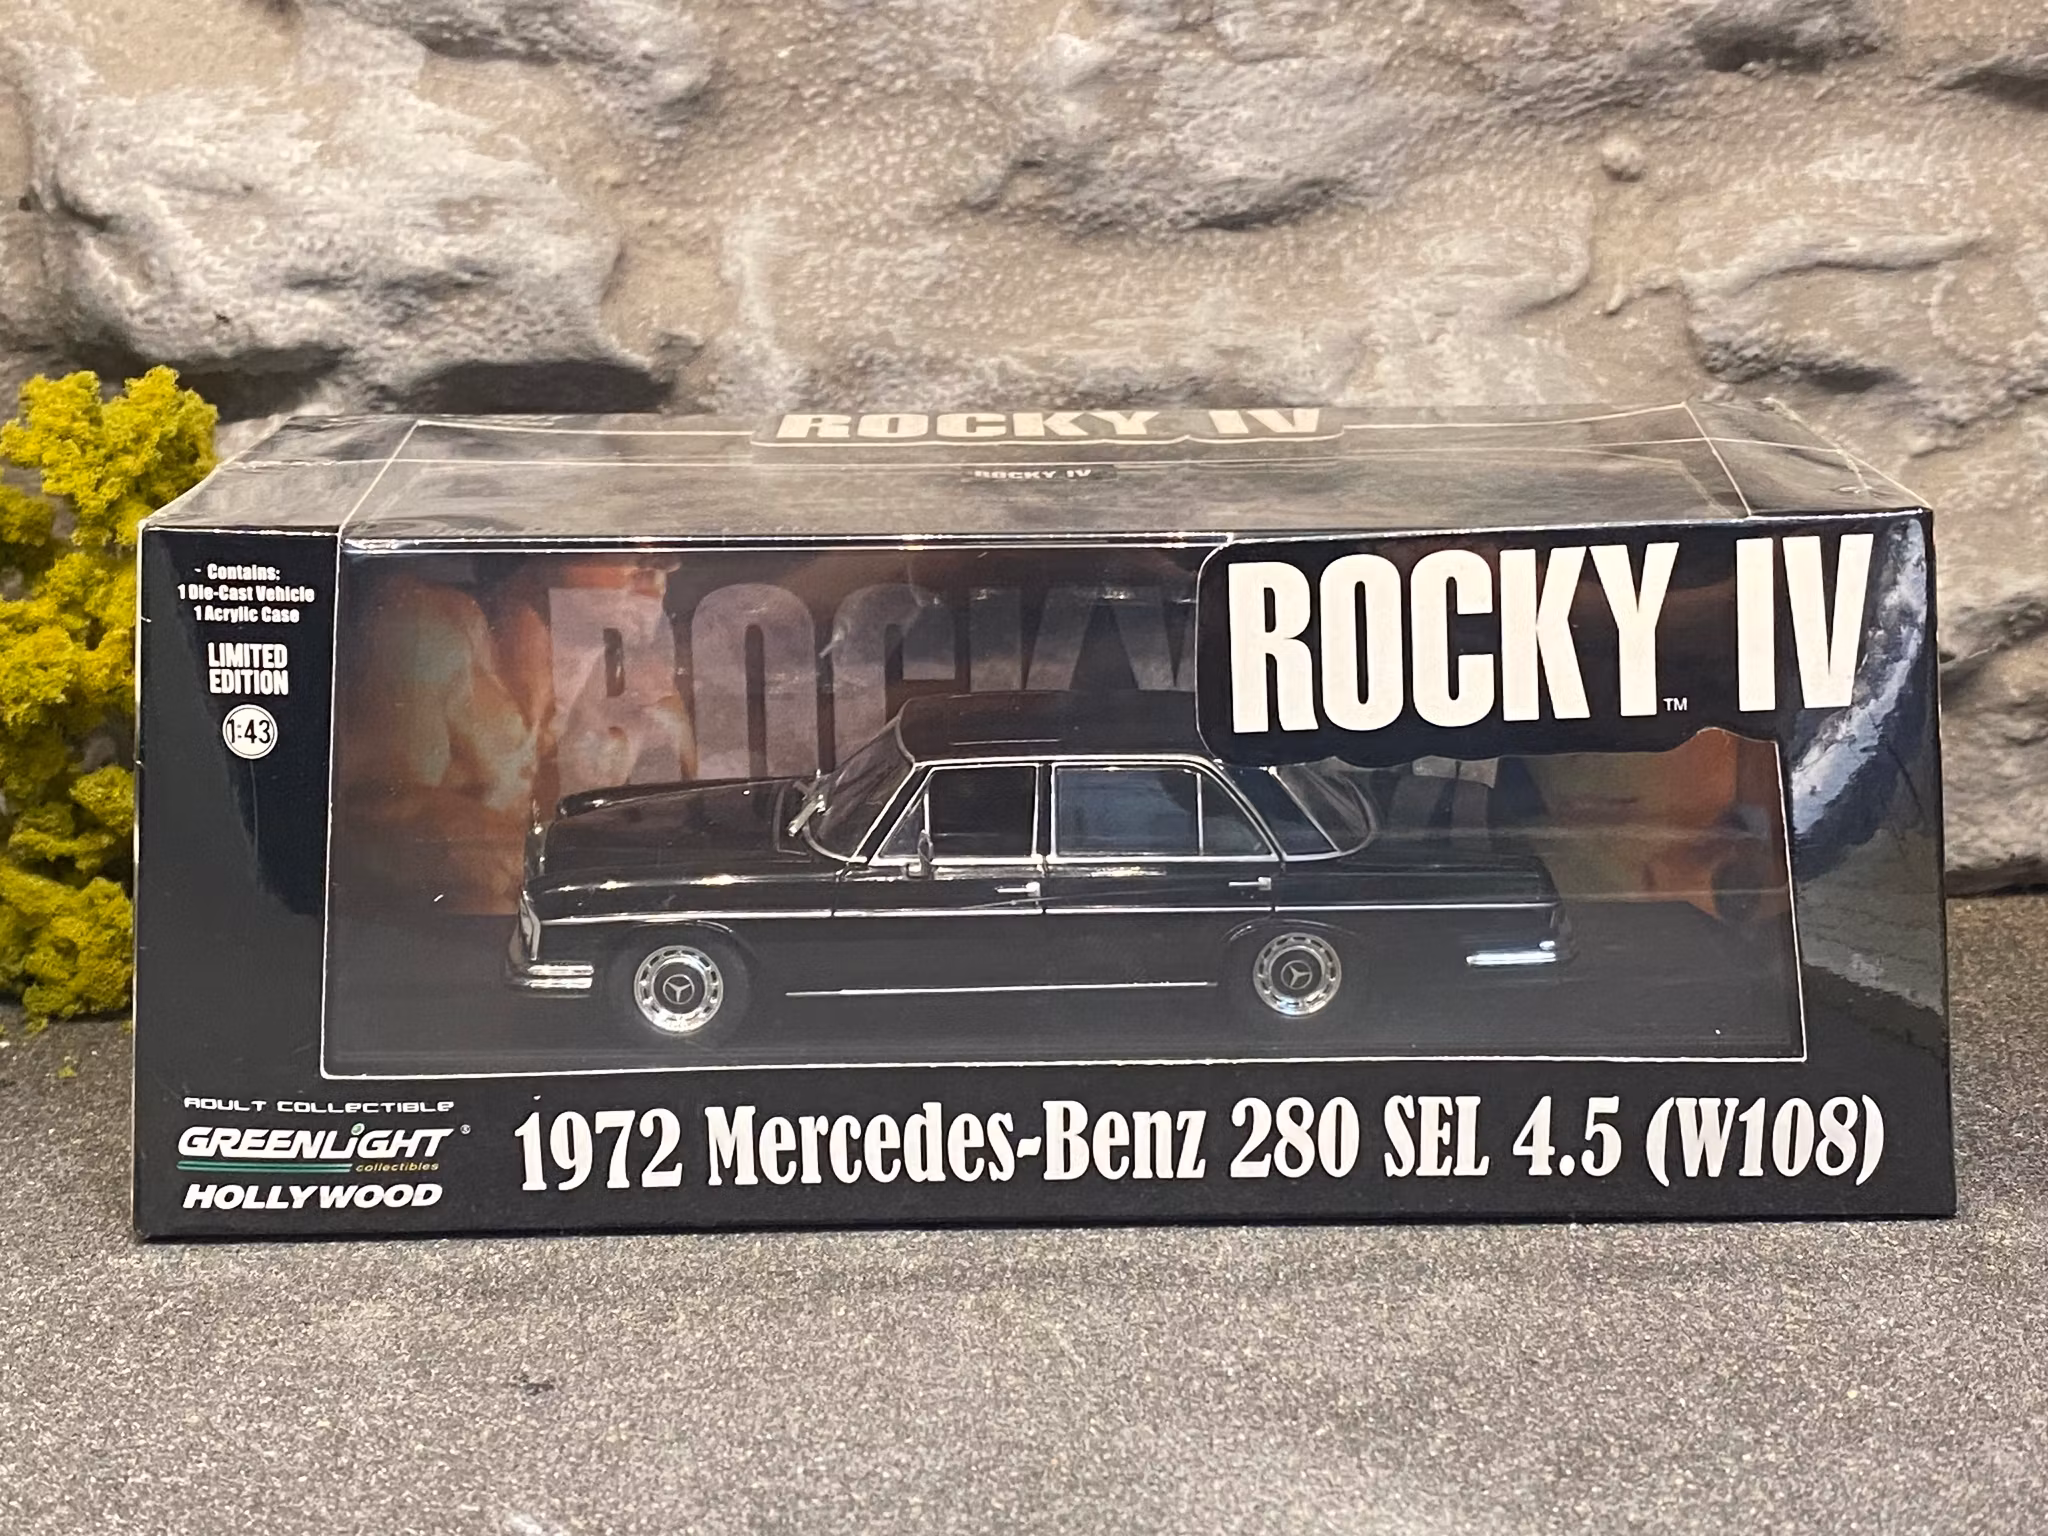 ROCKY IV
ROCKY IV
Contains:
1 Die-Cast Vehicle
1 Acrylic Case
LIMITED
EDITION
1:43
ROCKY
ROCKY IV
TM
ADULT COLLECTIBLE
GREENLiGHT®
collectibles
HOLLYWOOD
1972 Mercedes-Benz 280 SEL 4.5 (W108)